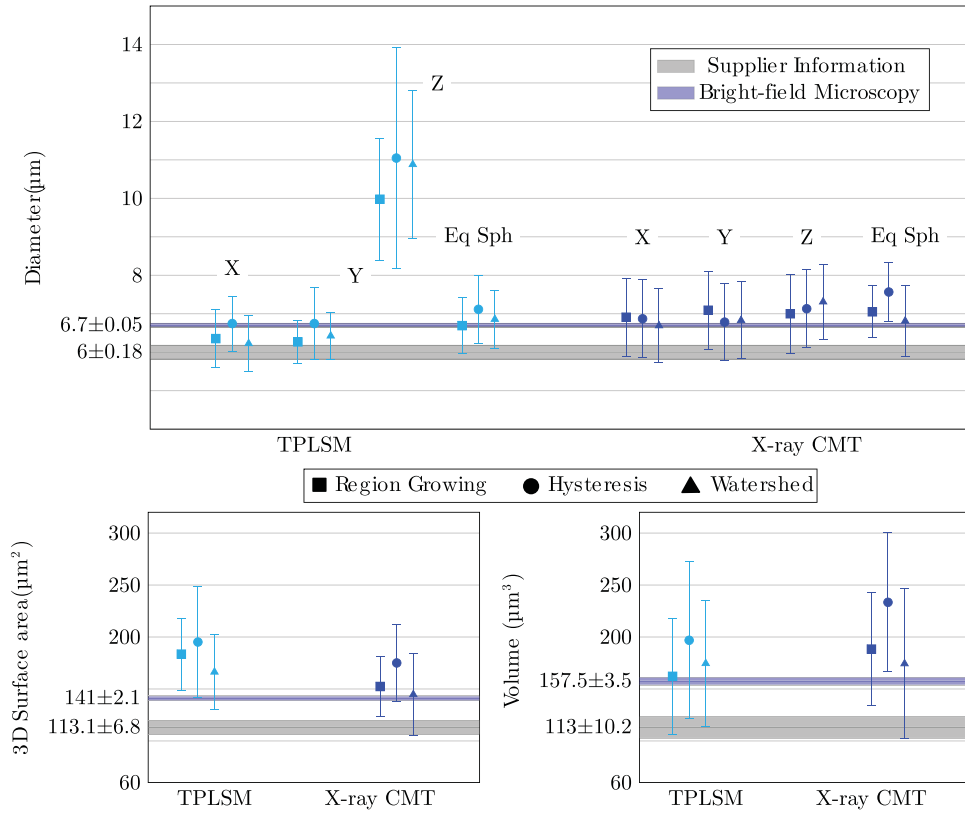 14
Supplier Information
Bright-field Microscopy
Z
12
10
Diameter(µm)
Eq Sph
X
Y
Z
Eq Sph
X
Y
8
6.7±0.05
6±0.18
TPLSM
X-ray CMT
Region Growing
Hysteresis
Watershed
300
250
200
141±2.1
113.1±6.8
60
3D Surface area(µm²)
TPLSM
X-ray CMT
300
250
200
157.5±3.5
113±10.2
60
Volume (µm³)
TPLSM
X-ray CMT